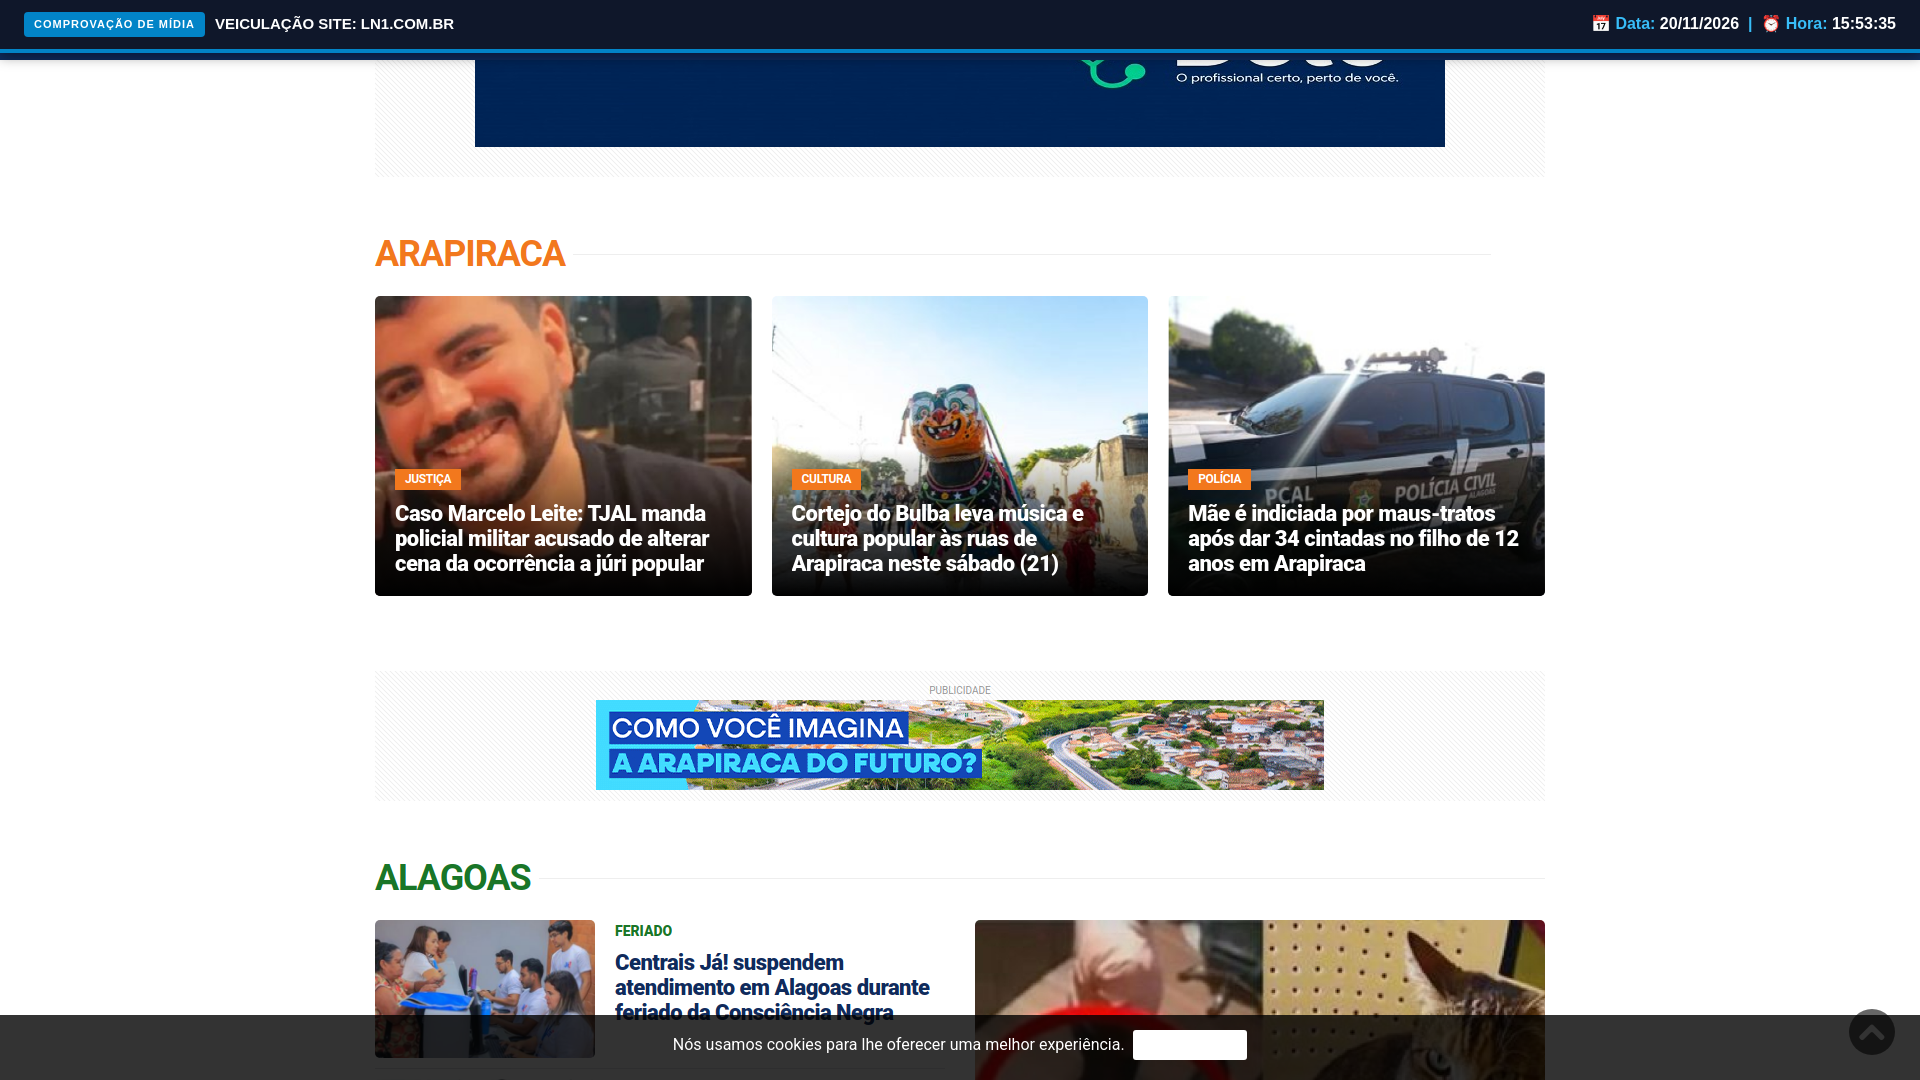 COMPROVAÇÃO DE MÍDIA VEICULAÇÃO SITE: LN1.COM.BR
📅 Data: 20/11/2026 | ⏰ Hora: 15:53:35
O profissional certo, perto de você.
ARAPIRACA
JUSTIÇA
Caso Marcelo Leite: TJAL manda
policial militar acusado de alterar
cena da ocorrência a júri popular
CULTURA
Cortejo do Bulba leva música e
cultura popular às ruas de
Arapiraca neste sábado (21)
PCAL
POLÍCIA CIVIL
ALAGOAS
POLÍCIA
Mãe é indiciada por maus-tratos
após dar 34 cintadas no filho de 12
anos em Arapiraca
PUBLICIDADE
COMO VOCÊ IMAGINA
A ARAPIRACA DO FUTURO?
ALAGOAS
FERIADO
Centrais Já! suspendem
atendimento em Alagoas durante
feriado da Consciência Negra
Nós usamos cookies para lhe oferecer uma melhor experiência.